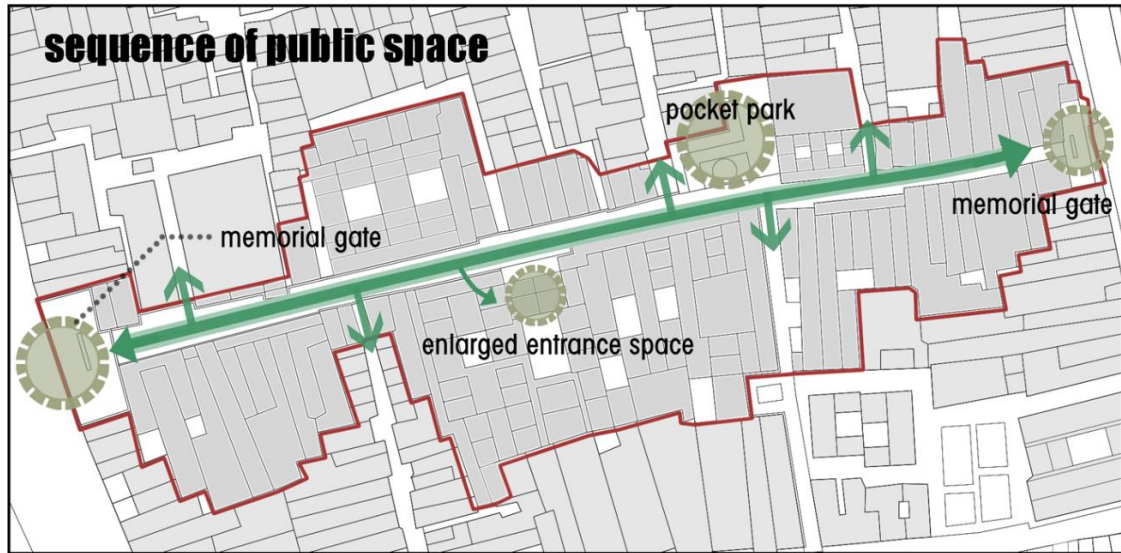 sequence of public space
pocket park
memorial gate
memorial gate
enlarged entrance space